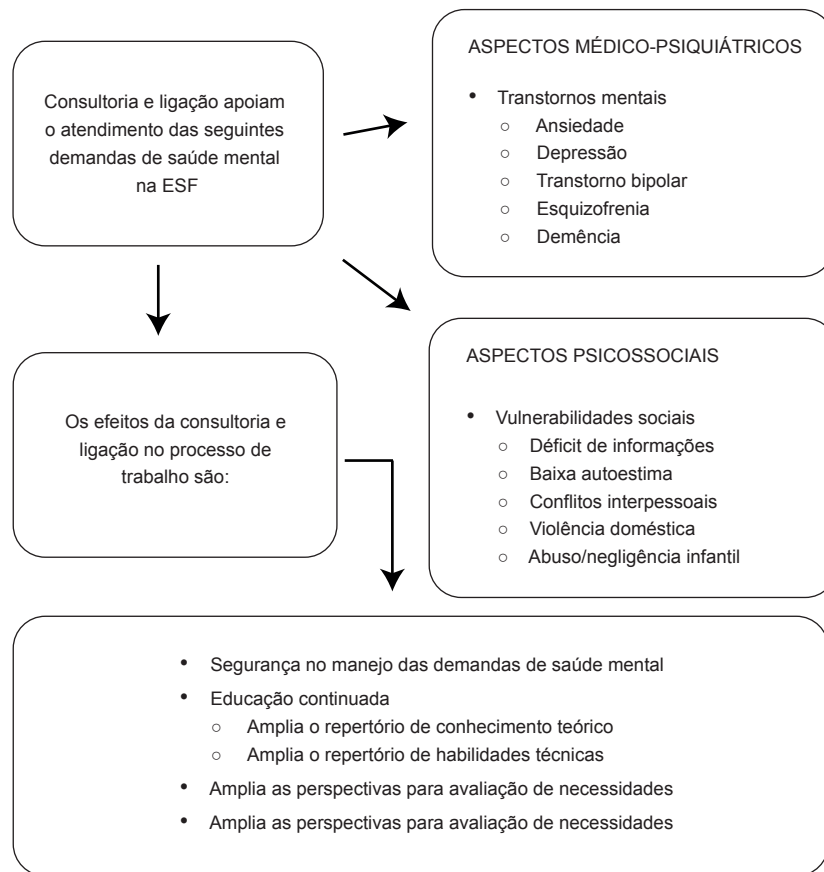 Consultoria e ligação apoiam
o atendimento das seguintes
demandas de saúde mental
na ESF
ASPECTOS MÉDICO-PSIQUIÁTRICOS
• Transtornos mentais
○ Ansiedade
○ Depressão
○ Transtorno bipolar
○ Esquizofrenia
○ Demência
Os efeitos da consultoria e
ligação no processo de
trabalho são:
ASPECTOS PSICOSSOCIAIS
• Vulnerabilidades sociais
○ Déficit de informações
○ Baixa autoestima
○ Conflitos interpessoais
○ Violência doméstica
○ Abuso/negligência infantil
• Segurança no manejo das demandas de saúde mental
• Educação continuada
○ Amplia o repertório de conhecimento teórico
○ Amplia o repertório de habilidades técnicas
• Amplia as perspectivas para avaliação de necessidades
• Amplia as perspectivas para avaliação de necessidades